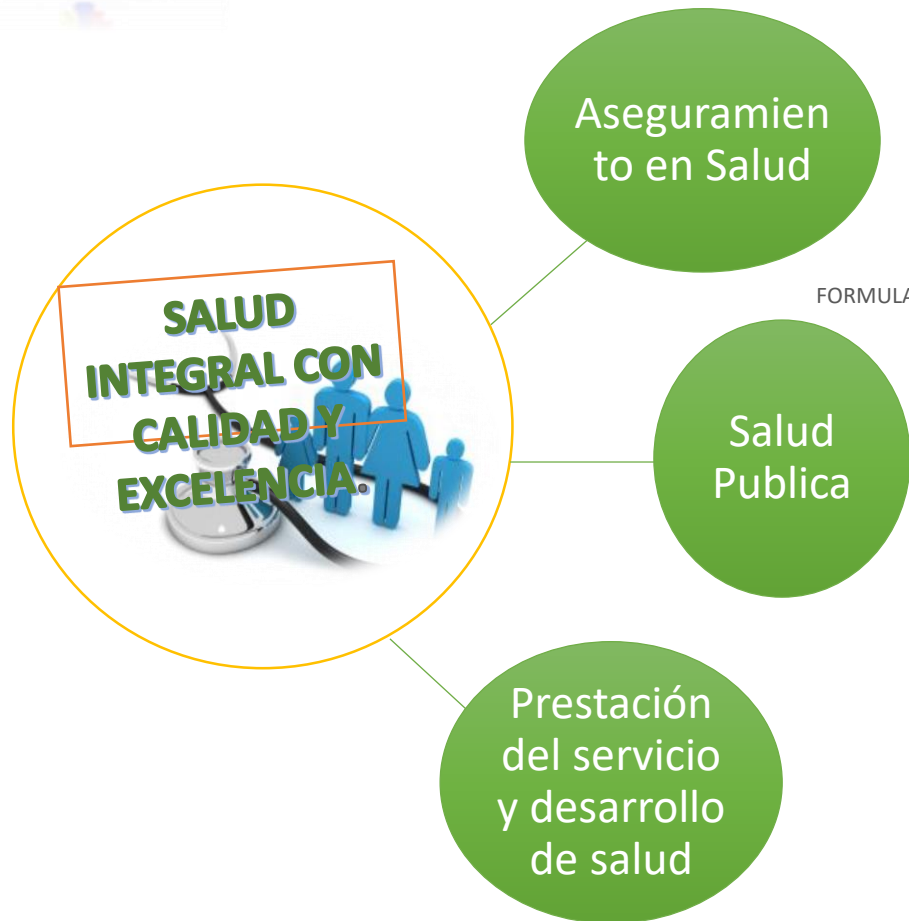 Aseguramien
to en Salud
SALUD
INTEGRAL CON
CALIDAD Y
EXCELENCIA.
FORMULA
Salud
Publica
Prestación
del servicio
y desarrollo
de salud